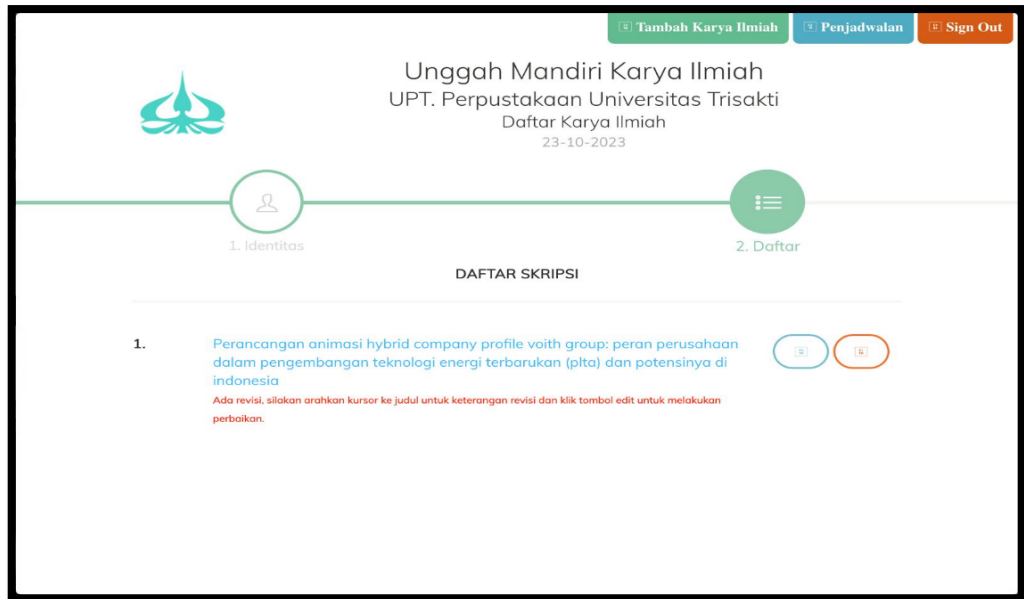 Tambah Karya Ilmiah
Penjadwalan
Sign Out
Unggah Mandiri Karya Ilmiah
UPT. Perpustakaan Universitas Trisakti
Daftar Karya Ilmiah
23-10-2023
1. Identitas
2. Daftar
DAFTAR SKRIPSI
1.
Perancangan animasi hybrid company profile voith group: peran perusahaan
dalam pengembangan teknologi energi terbarukan (plta) dan potensinya di
indonesia
Ada revisi, silakan arahkan kursor ke judul untuk keterangan revisi dan klik tombol edit untuk melakukan
perbaikan.